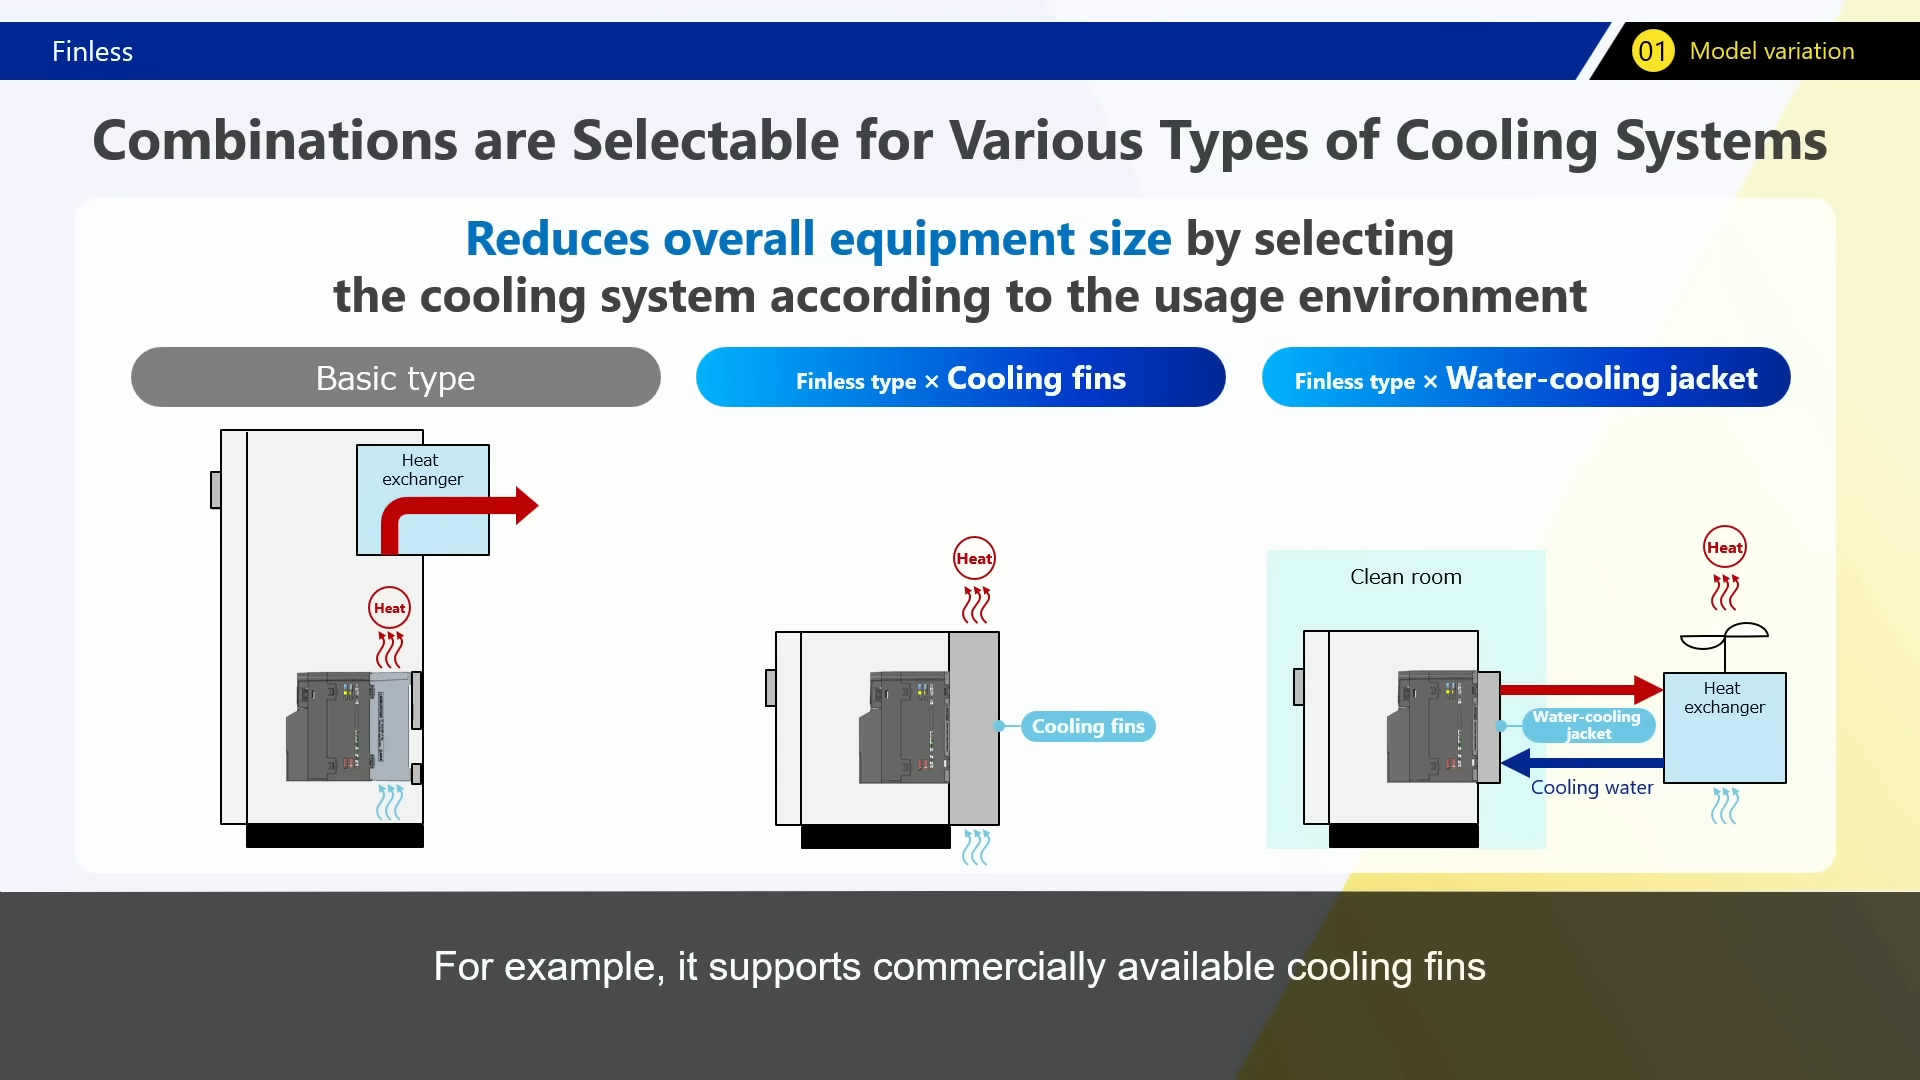 Finless
01 Model variation
Combinations are Selectable for Various Types of Cooling Systems
Reduces overall equipment size by selecting
the cooling system according to the usage environment
Basic type
Heat
exchanger
Heat
Finless type × Cooling fins
Heat
Cooling fins
Finless type × Water-cooling jacket
Clean room
Heat
Heat
exchanger
Water-cooling
jacket
Cooling water
For example, it supports commercially available cooling fins